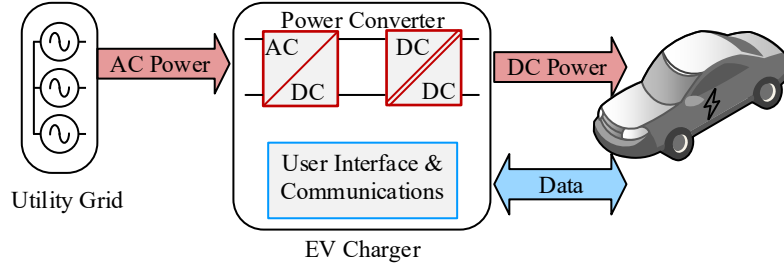 Power Converter
AC
DC
DC
DC
AC Power
DC Power
User Interface &
Communications
Data
Utility Grid
EV Charger